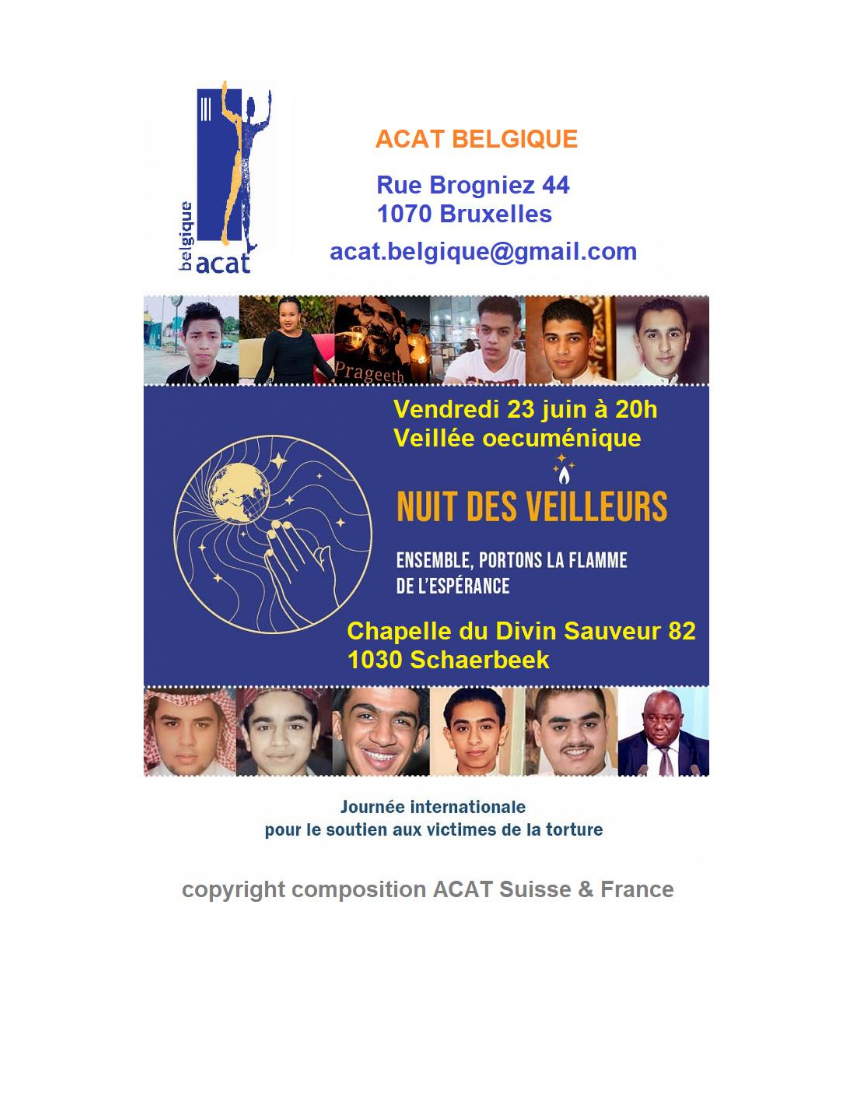 belgique
acat
ACAT BELGIQUE
Rue Brogniez 44
1070 Bruxelles
acat.belgique@gmail.com
Prageeth
Vendredi 23 juin à 20h
Veillée oecuménique
NUIT DES VEILLEURS
ENSEMBLE, PORTONS LA FLAMME
DE L'ESPÉRANCE
Chapelle du Divin Sauveur 82
1030 Schaerbeek
Journée internationale
pour le soutien aux victimes de la torture
copyright composition ACAT Suisse & France